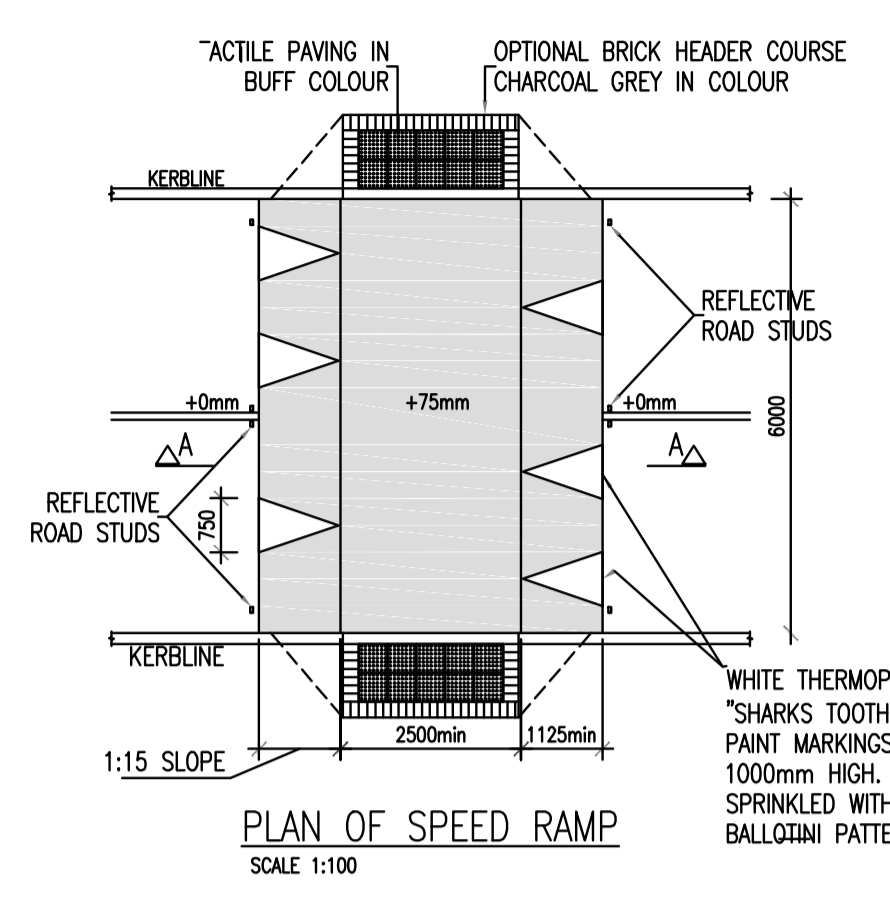 ACTILE PAVING IN
BUFF COLOUR
OPTIONAL BRICK HEADER COURSE
CHARCOAL GREY IN COLOUR
KERBLINE
REFLECTIVE
ROAD STUDS
+0mm
+75mm
+0mm
6000
A
A
REFLECTIVE
ROAD STUDS
750
KERBLINE
WHITE THERMOP
"SHARKS TOOTH
PAINT MARKINGS
1000mm HIGH.
SPRINKLED WITH
BALLOTINI PATTE
2500min
1125min
1:15 SLOPE
PLAN OF SPEED RAMP
SCALE 1:100